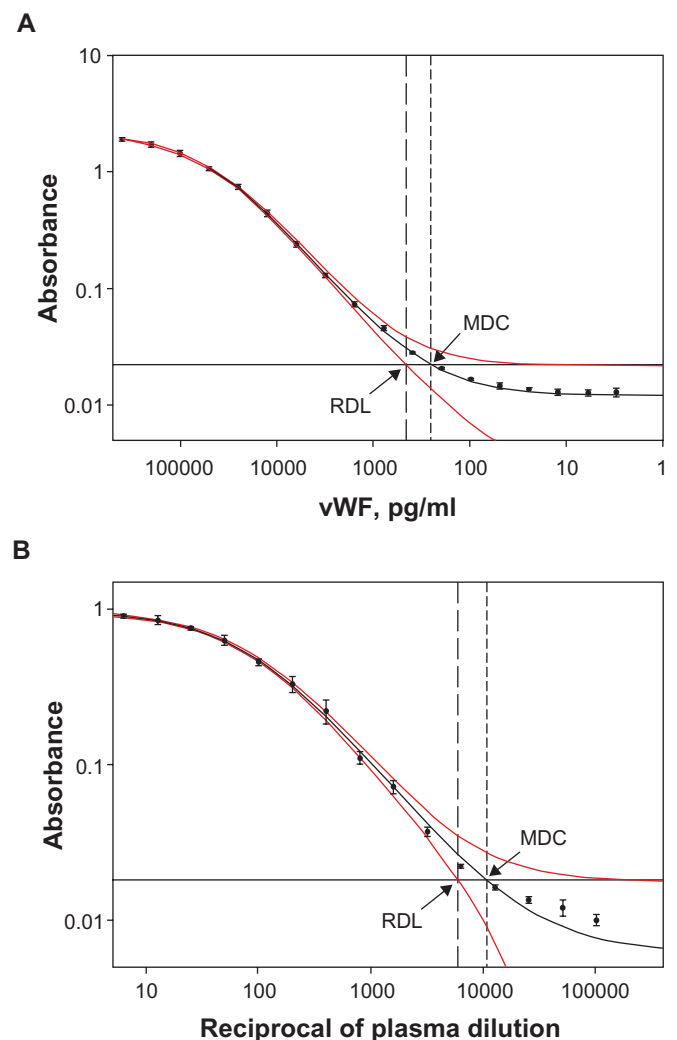 A
10
1
0.1
0.01
Absorbance
MDC
RDL
100000 10000 1000 100 10 1
vWF, pg/ml
B
1
0.1
0.01
Absorbance
MDC
RDL
10 100 1000 10000 100000
Reciprocal of plasma dilution